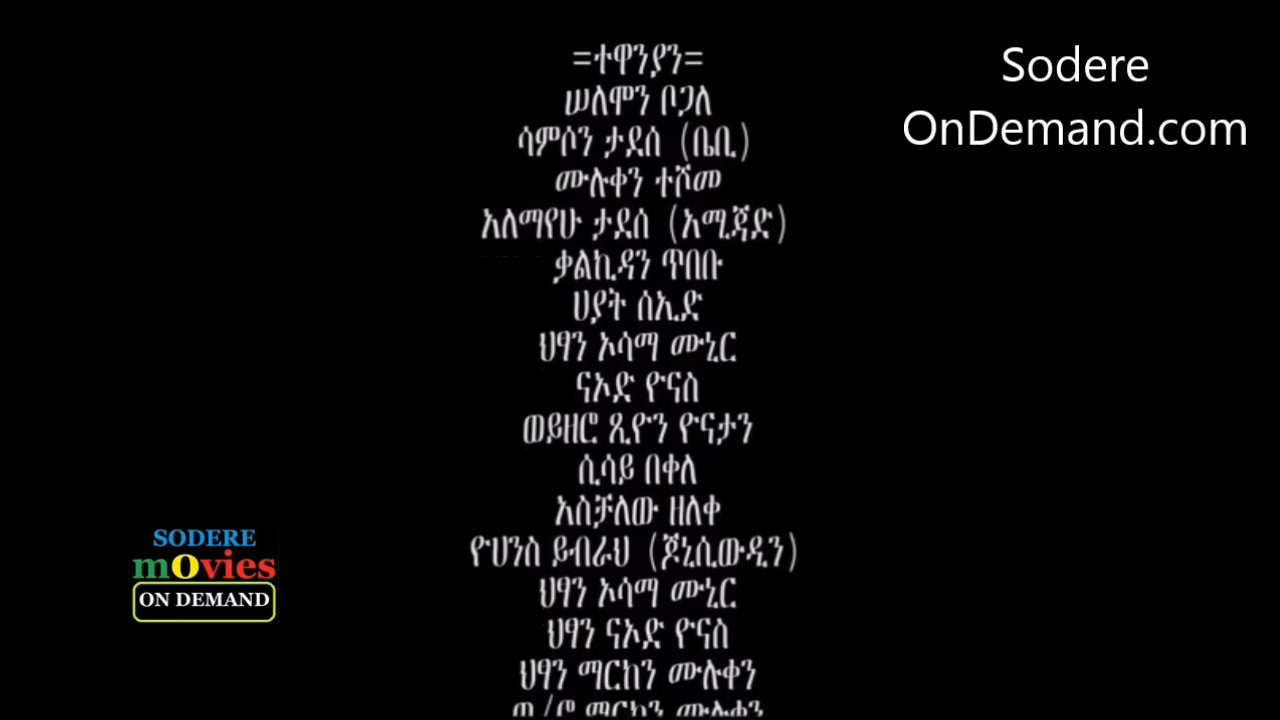 =ተዋንያን=
ሠለሞን ቦጋለ
ሳምሶን ታደሰ (ቤቢ)
ሙሉቀን ተሾመ
አለማየሁ ታደሰ (አሚጃድ)
ቃልኪዳን ጥበቡ
ሀያት ሰኢድ
ህፃን ኦሳማ ሙኒር
ናኦድ ዮናስ
ወይዘሮ ጺዮን ዮናታን
ሲሳይ በቀለ
አስቻለው ዘለቀ
ዮሀንስ ይብራህ (ጆኒሲውዲን)
ህፃን ኦሳማ ሙኒር
ህፃን ናኦድ ዮናስ
ህፃን ማርከን ሙሉቀን
Sodere
OnDemand.com
SODERE
mOvies
ON DEMAND